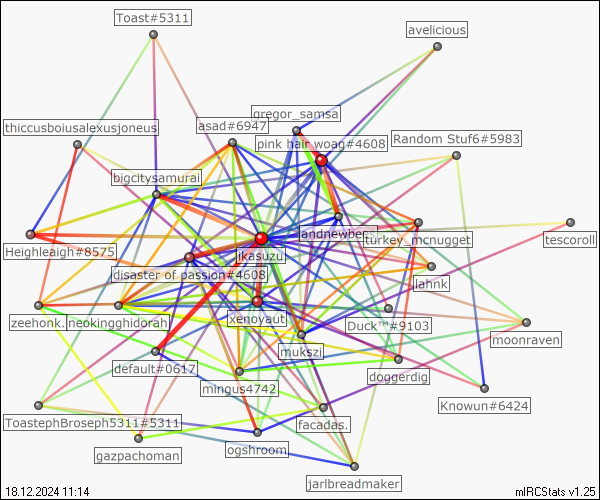 Toast#5311
avelicious
gregor_samsa
thiccusboiusalexusjoneus
asad#6947
pink hair woag#4608
Random Stuf6#5983
bigcitysamurai
landnewbee
turkey_mcnugget
tescoroll
Heighleaigh#8575
ikasuzu
disaster of passion#4608
lahnk
zeehonk.
neokingghidorah
xenoyaut
Duck™#9103
moonraven
mukszi
default#0617
doggerdig
mingus4742
Knowun#6424
ToastephBroseph5311#5311
facadas.
gazpachoman
ogshroom
jarlbreadmaker
18.12.2024 11:14
mIRCStats v1.25